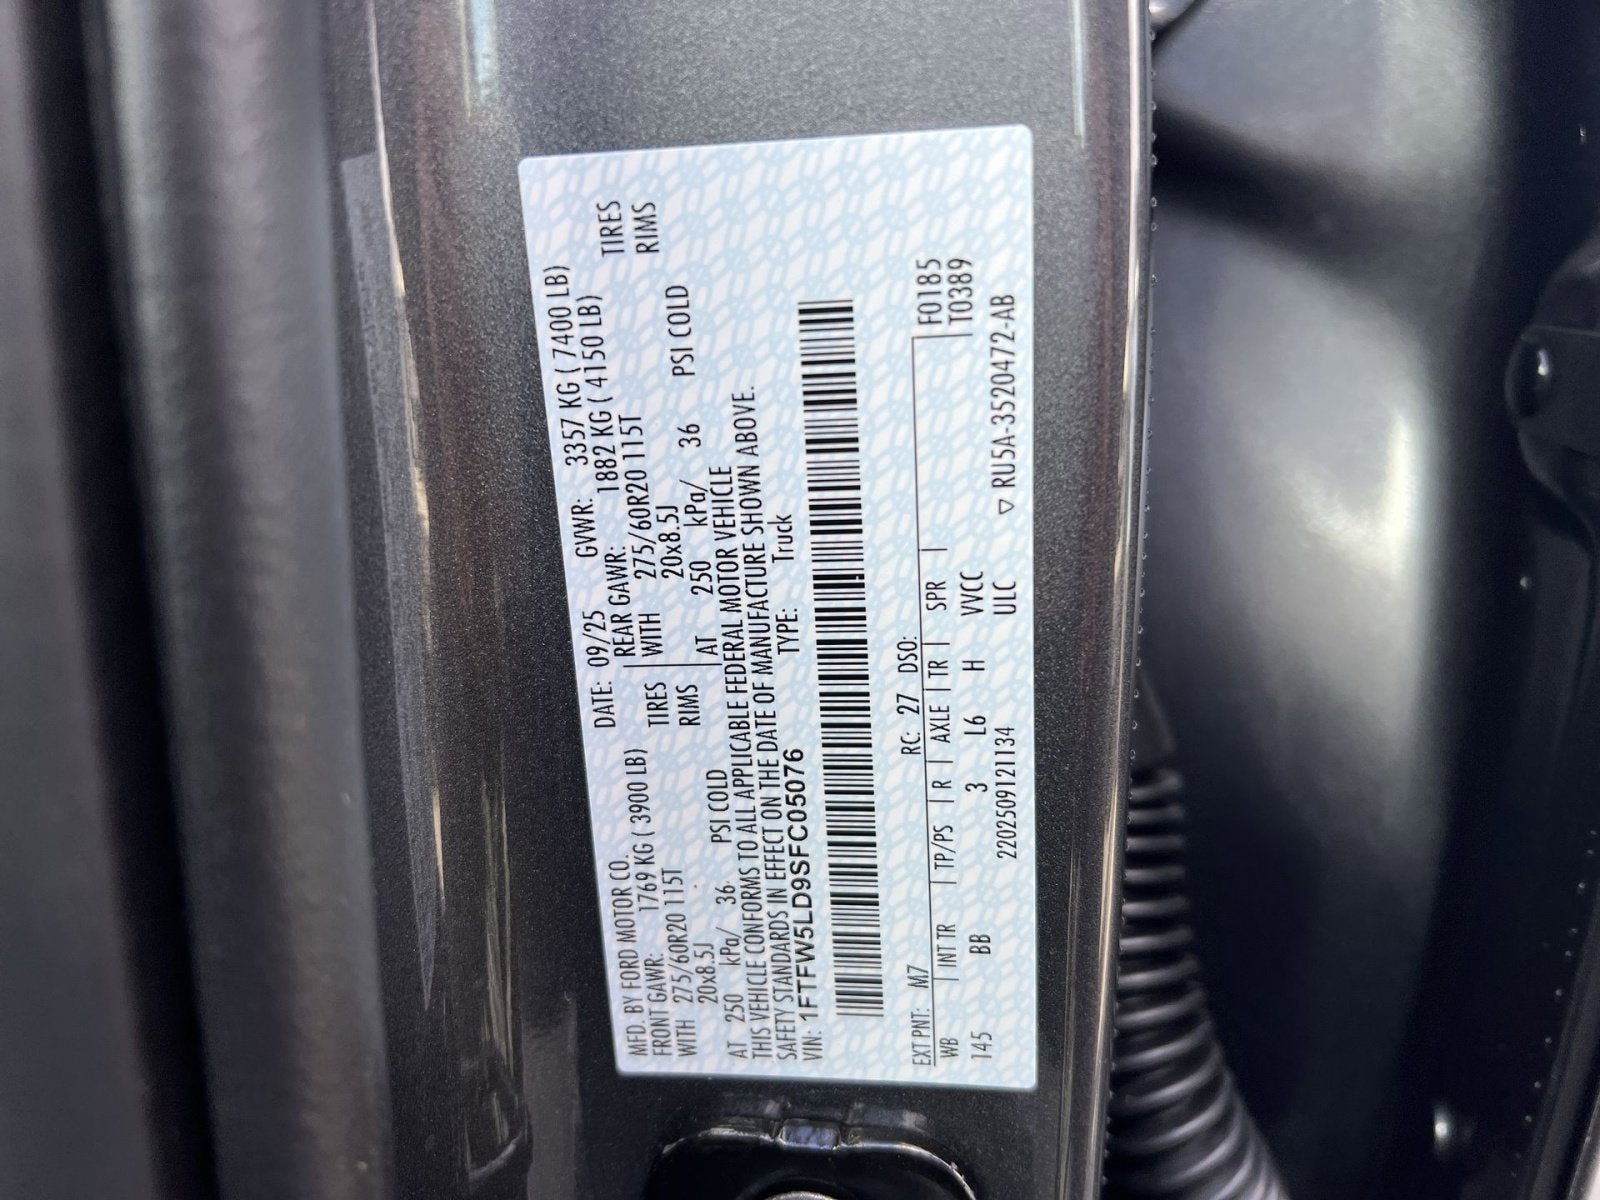 MFD. BY FORD MOTOR CO. DATE: 09/25 GVWR: 3357 KG ( 7400 LB)
FRONT GAWR: 1769 KG ( 3900 LB) REAR GAWR: 1882 KG ( 4150 LB)
WITH 275/60R20 115T TIRES WITH 275/60R20 115T TIRES
20x8.5J RIMS 20x8.5J RIMS
AT 250 kPa/ 36 PSI COLD AT 250 kPa/ 36 PSI COLD
THIS VEHICLE CONFORMS TO ALL APPLICABLE FEDERAL MOTOR VEHICLE
SAFETY STANDARDS IN EFFECT ON THE DATE OF MANUFACTURE SHOWN ABOVE.
VIN: 1FTFW5LD9SFC05076 TYPE: Truck
EXT PNT: M7 RC: 27 DSO: F0185
WB INT TR TP/PS R AXLE TR SPR T0389
145 BB 3 L6 H VVCC
2202509121134 ULC ▽ RU5A-3520472-AB